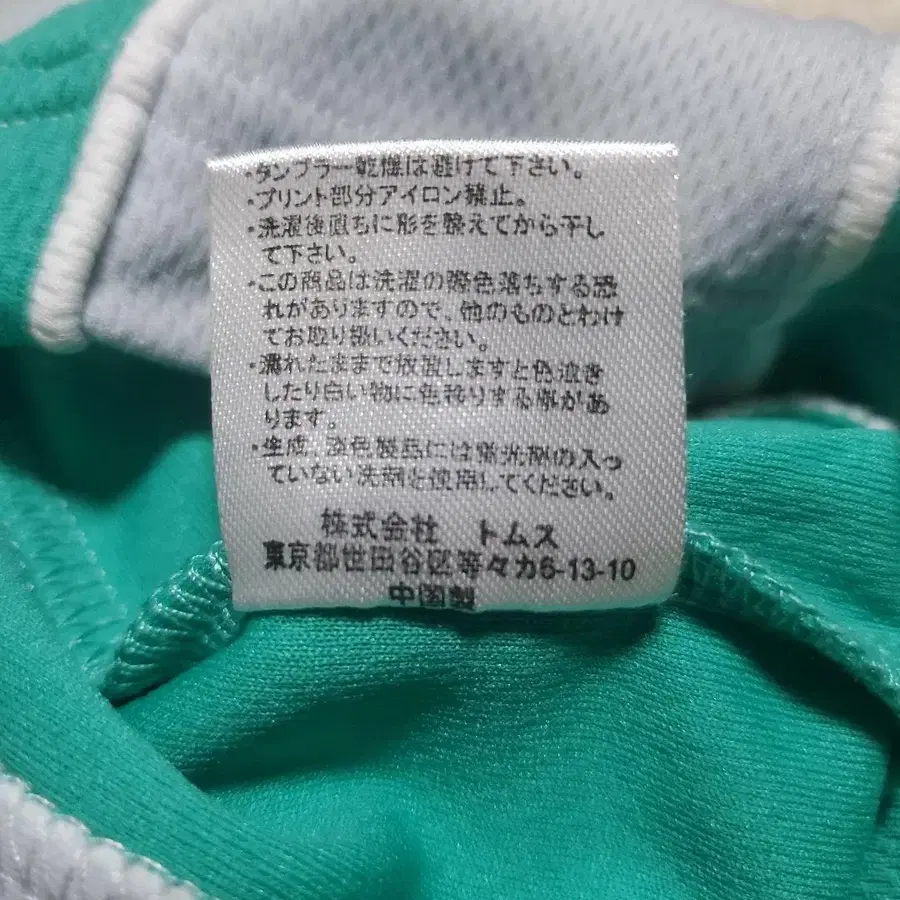 ・タンブラー乾燥は避けて下さい。
・プリント部分アイロン禁止。
・洗濯後直ちに形を整えてから干し
て下さい。
・この商品は洗濯の際色落ちする恐
れがありますので、他のものとわけ
てお取り扱いください。
・濡れたままで放置しますと色泣き
したり白い物に色移りする事があ
ります。
・生成、淡色製品には蛍光剤の入っ
ていない洗剤を使用してください。
株式会社 トムス
東京都世田谷区等々力6-13-10
中国製